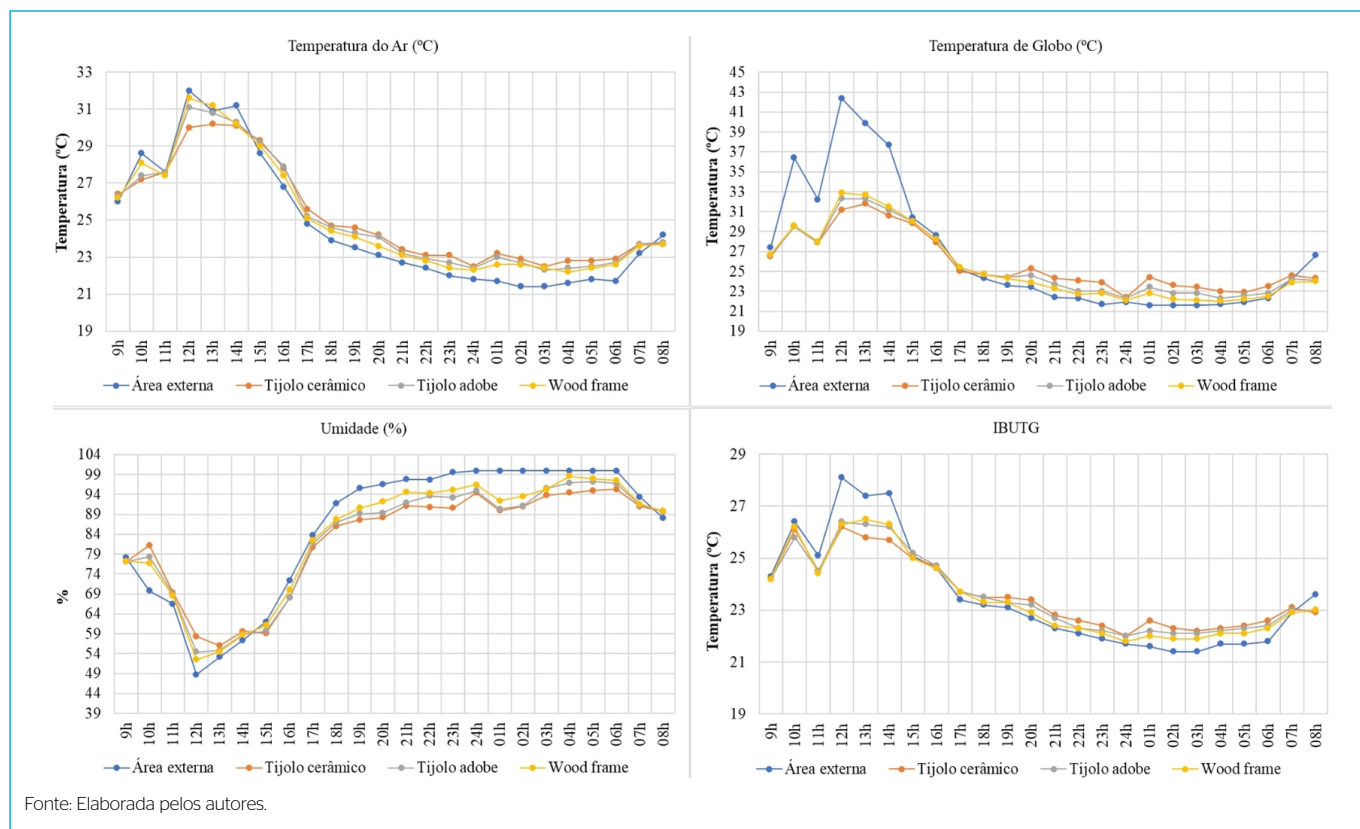 Temperatura do Ar (ºC)
Temperatura (ºC)
33
31
29
27
25
23
21
19
9h 10h 11h 12h 13h 14h 15h 16h 17h 18h 19h 20h 21h 22h 23h 24h 01h 02h 03h 04h 05h 06h 07h 08h
Área externa Tijolo cerâmico Tijolo adobe Wood frame
Temperatura de Globo (ºC)
Temperatura (ºC)
45
43
41
39
37
35
33
31
29
27
25
23
21
19
9h 10h 11h 12h 13h 14h 15h 16h 17h 18h 19h 20h 21h 22h 23h 24h 01h 02h 03h 04h 05h 06h 07h 08h
Área externa Tijolo cerâmio Tijolo adobe Wood frame
Umidade (%)
%
104
99
94
89
84
79
74
69
64
59
54
49
44
39
9h 10h 11h 12h 13h 14h 15h 16h 17h 18h 19h 20h 21h 22h 23h 24h 01h 02h 03h 04h 05h 06h 07h 08h
Área externa Tijolo cerâmico Tijolo adobe Wood frame
IBUTG
Temperatura (ºC)
29
27
25
23
21
19
9h 10h 11h 12h 13h 14h 15h 16h 17h 18h 19h 20h 21h 22h 23h 24h 01h 02h 03h 04h 05h 06h 07h 08h
Área externa Tijolo cerâmico Tijolo adobe Wood frame
Fonte: Elaborada pelos autores.